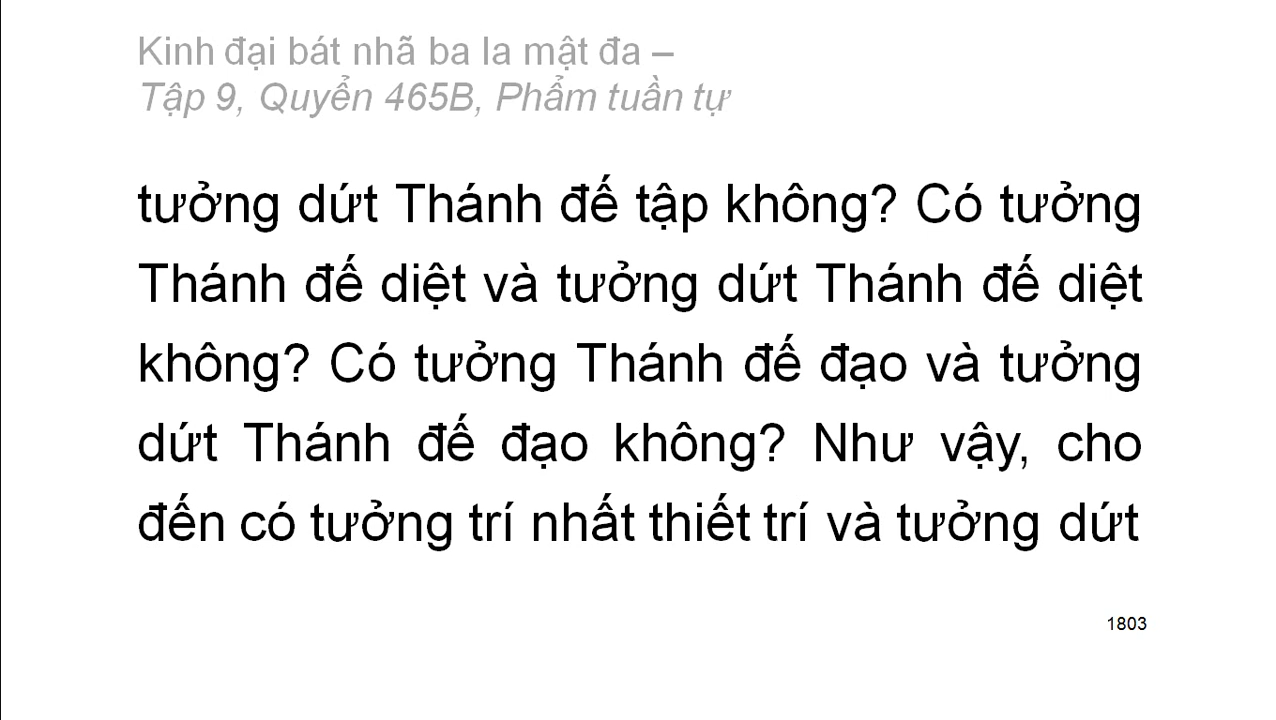 Kinh đại bát nhã ba la mật đa –
Tập 9, Quyển 465B, Phẩm tuần tự
tưởng dứt Thánh đế tập không? Có tưởng
Thánh đế diệt và tưởng dứt Thánh đế diệt
không? Có tưởng Thánh đế đạo và tưởng
dứt Thánh đế đạo không? Như vậy, cho
đến có tưởng trí nhất thiết trí và tưởng dứt
1803